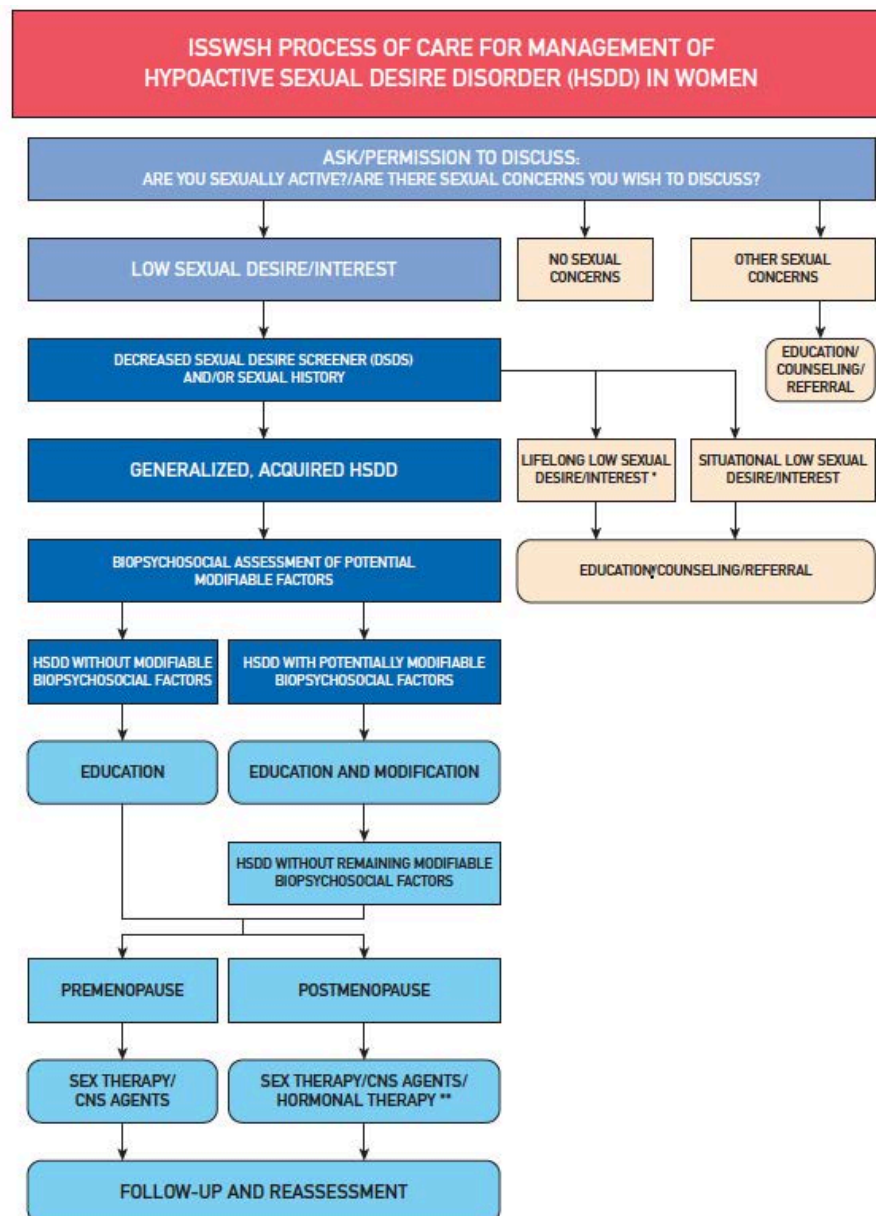 ISSWSH PROCESS OF CARE FOR MANAGEMENT OF
HYPOACTIVE SEXUAL DESIRE DISORDER (HSDD) IN WOMEN
ASK/PERMISSION TO DISCUSS:
ARE YOU SEXUALLY ACTIVE?/ARE THERE SEXUAL CONCERNS YOU WISH TO DISCUSS?
LOW SEXUAL DESIRE/INTEREST
NO SEXUAL
CONCERNS
OTHER SEXUAL
CONCERNS
DECREASED SEXUAL DESIRE SCREENER (DSDS)
AND/OR SEXUAL HISTORY
EDUCATION/
COUNSELING/
REFERRAL
GENERALIZED, ACQUIRED HSDD
LIFELONG LOW SEXUAL
DESIRE/INTEREST *
SITUATIONAL LOW SEXUAL
DESIRE/INTEREST
BIOPSYCHOSOCIAL ASSESSMENT OF POTENTIAL
MODIFIABLE FACTORS
EDUCATION/COUNSELING/REFERRAL
HSDD WITHOUT MODIFIABLE
BIOPSYCHOSOCIAL FACTORS
HSDD WITH POTENTIALLY MODIFIABLE
BIOPSYCHOSOCIAL FACTORS
EDUCATION
EDUCATION AND MODIFICATION
HSDD WITHOUT REMAINING MODIFIABLE
BIOPSYCHOSOCIAL FACTORS
PREMENOPAUSE
POSTMENOPAUSE
SEX THERAPY/
CNS AGENTS
SEX THERAPY/CNS AGENTS/
HORMONAL THERAPY **
FOLLOW-UP AND REASSESSMENT